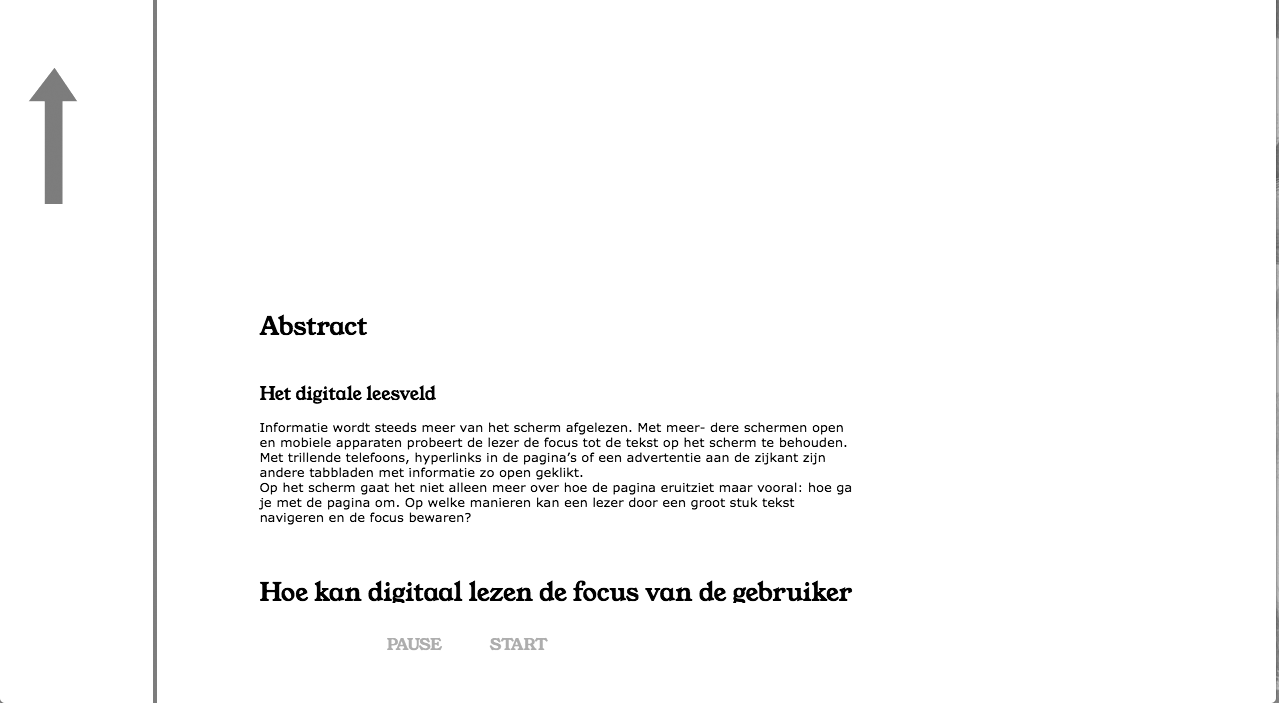 Abstract
Het digitale leesveld
Informatie wordt steeds meer van het scherm afgelezen. Met meer- dere schermen open
en mobiele apparaten probeert de lezer de focus tot de tekst op het scherm te behouden.
Met trillende telefoons, hyperlinks in de pagina’s of een advertentie aan de zijkant zijn
andere tabbladen met informatie zo open geklikt.
Op het scherm gaat het niet alleen meer over hoe de pagina eruitziet maar vooral: hoe ga
je met de pagina om. Op welke manieren kan een lezer door een groot stuk tekst
navigeren en de focus bewaren?
Hoe kan digitaal lezen de focus van de gebruiker
PAUSE START